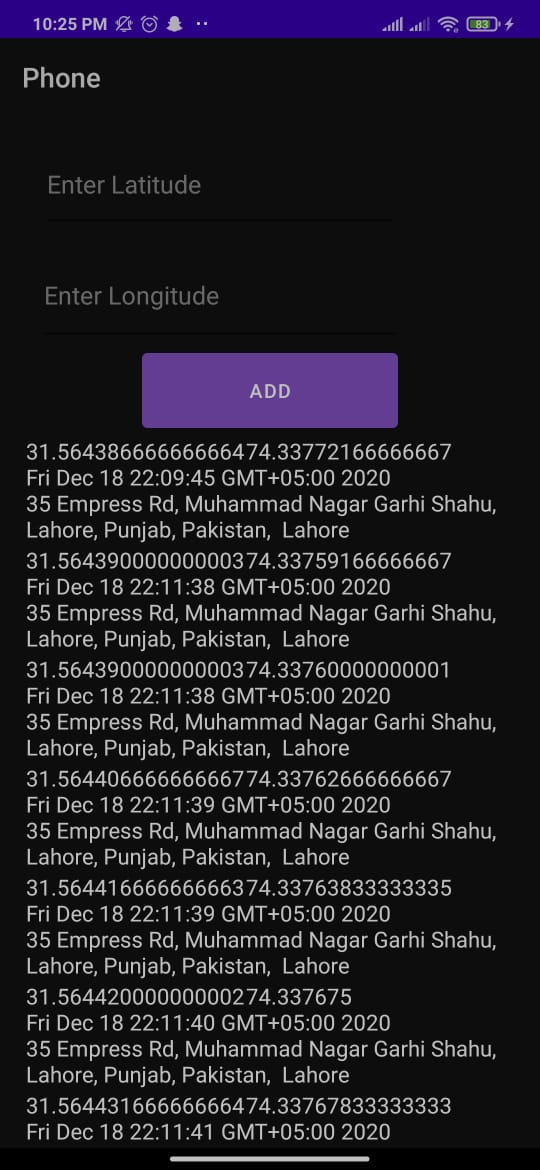 10:25 PM
83
Phone
Enter Latitude
Enter Longitude
ADD
31.56438666666666474.33772166666667
Fri Dec 18 22:09:45 GMT+05:00 2020
35 Empress Rd, Muhammad Nagar Garhi Shahu,
Lahore, Punjab, Pakistan,  Lahore
31.56439000000000374.33759166666667
Fri Dec 18 22:11:38 GMT+05:00 2020
35 Empress Rd, Muhammad Nagar Garhi Shahu,
Lahore, Punjab, Pakistan,  Lahore
31.56439000000000374.33760000000001
Fri Dec 18 22:11:38 GMT+05:00 2020
35 Empress Rd, Muhammad Nagar Garhi Shahu,
Lahore, Punjab, Pakistan,  Lahore
31.56440666666666774.33762666666667
Fri Dec 18 22:11:39 GMT+05:00 2020
35 Empress Rd, Muhammad Nagar Garhi Shahu,
Lahore, Punjab, Pakistan,  Lahore
31.56441666666666374.33763833333335
Fri Dec 18 22:11:39 GMT+05:00 2020
35 Empress Rd, Muhammad Nagar Garhi Shahu,
Lahore, Punjab, Pakistan,  Lahore
31.56442000000000274.337675
Fri Dec 18 22:11:40 GMT+05:00 2020
35 Empress Rd, Muhammad Nagar Garhi Shahu,
Lahore, Punjab, Pakistan,  Lahore
31.56443166666666474.33767833333333
Fri Dec 18 22:11:41 GMT+05:00 2020